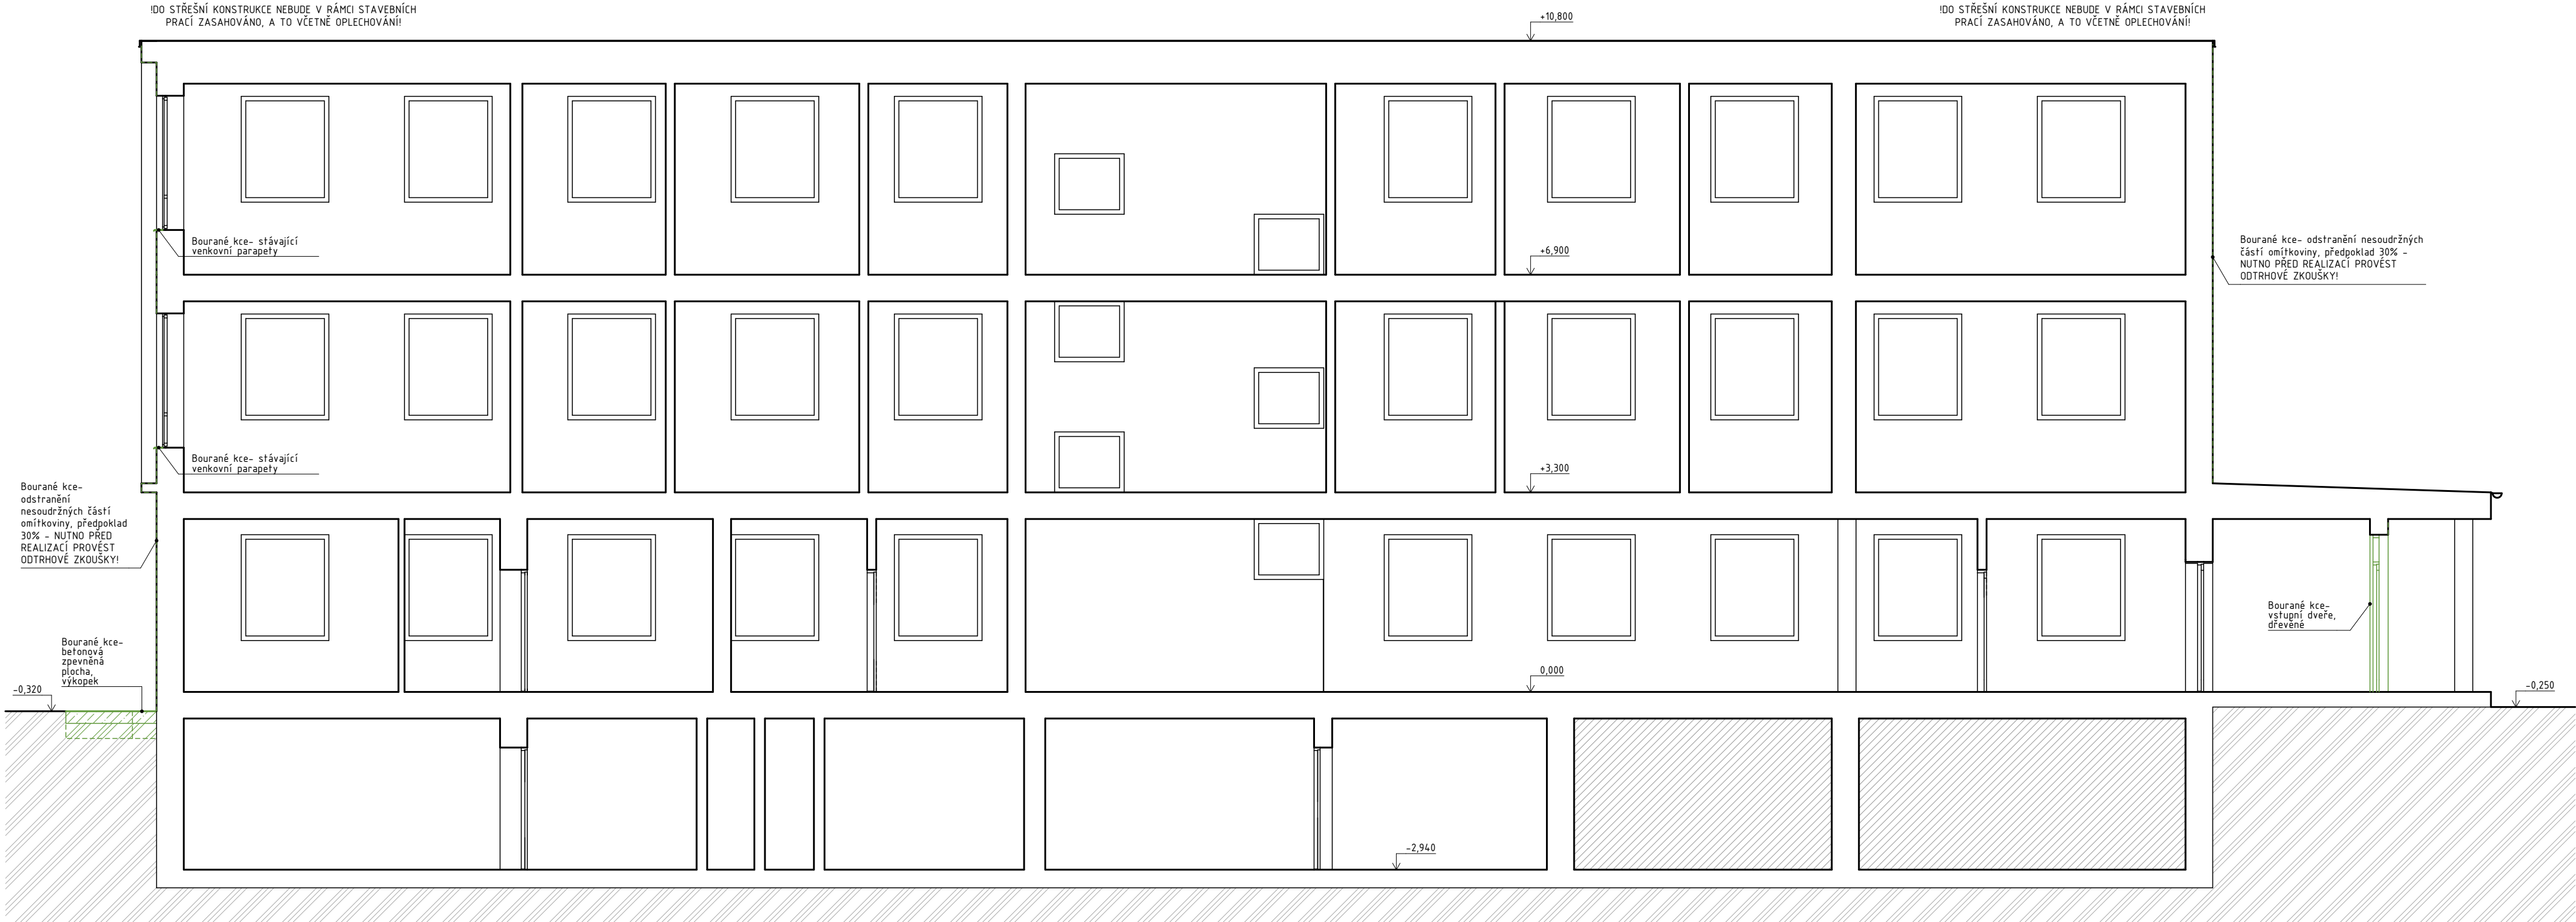 !DO STŘEŠNÍ KONSTRUKCE NEBUDE V RÁMCI STAVEBNÍCH
PRACÍ ZASAHOVÁNO, A TO VČETNĚ OPLECHOVÁNÍ!
+10,800
!DO STŘEŠNÍ KONSTRUKCE NEBUDE V RÁMCI STAVEBNÍCH
PRACÍ ZASAHOVÁNO, A TO VČETNĚ OPLECHOVÁNÍ!
Bourané kce- stávající
venkovní parapety
+6,900
Bourané kce- odstranění nesoudržných
částí omítkoviny, předpoklad 30% -
NUTNO PŘED REALIZACÍ PROVÉST
ODTRHOVÉ ZKOUŠKY!
Bourané kce- stávající
venkovní parapety
+3,300
Bourané kce-
odstranění
nesoudržných částí
omítkoviny, předpoklad
30% - NUTNO PŘED
REALIZACÍ PROVÉST
ODTRHOVÉ ZKOUŠKY!
Bourané kce-
vstupní dveře,
dřevěné
Bourané kce-
betonová
zpevněná
plocha,
výkopek
0,000
-0,320
-0,250
-2,940